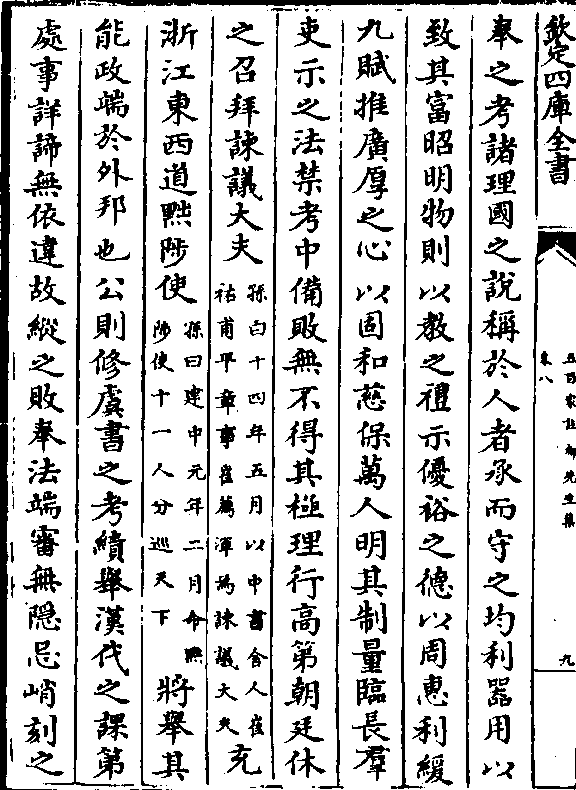 欽定四庫全書
五百家註柳先生集
卷八
九
奉之考諸理國之說稱於人者承而守之均利器用以
致其富昭明物則以教之禮示優裕之德以周惠利緩
九賦推廣厚之心以固和慈保萬人明其制量臨長羣
吏示之法禁考中備敗無不得其極理行高第朝廷休
之召拜諫議大夫孫曰十四年五月以中書舍人崔祐甫平章事崔薦渾為諫議大夫充
浙江東西道黜陟使孫曰建中元年二月命黜陟使十一人分巡天下將舉其
能政端於外邦也公則修虞書之考績舉漢代之課第
處事詳諦無依違故縱之敗奉法端審無隱忌峭刻之